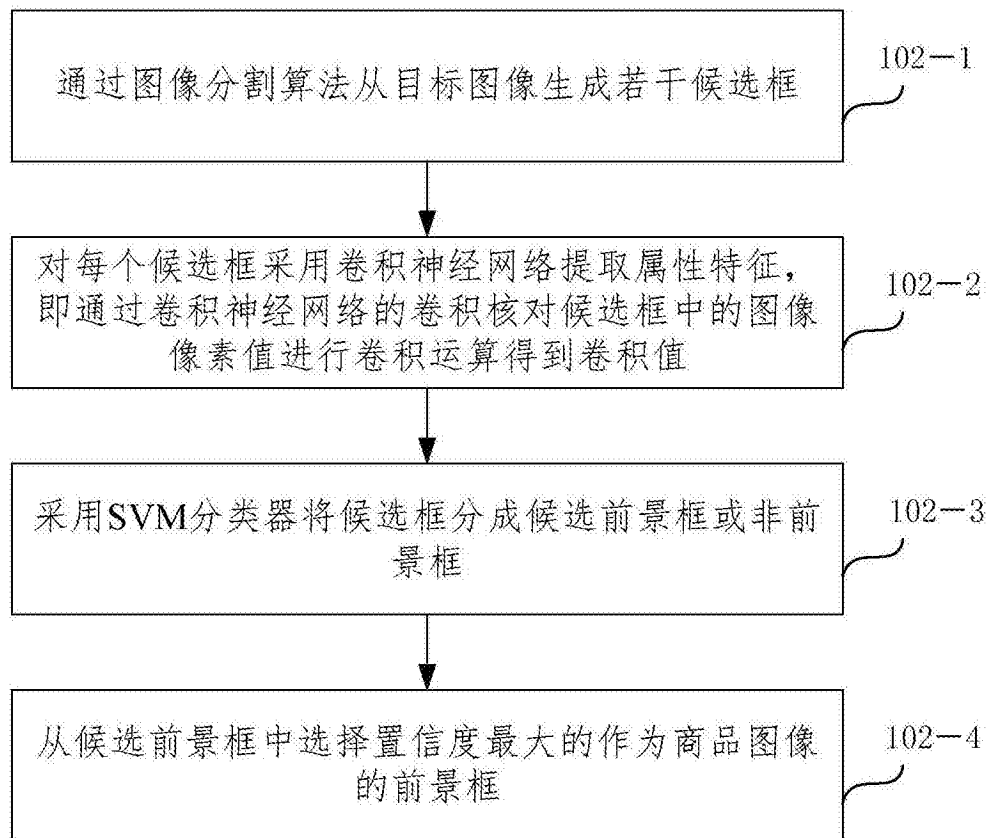 通过图像分割算法从目标图像生成若干候选框
102-1
对每个候选框采用卷积神经网络提取属性特征，
即通过卷积神经网络的卷积核对候选框中的图像
像素值进行卷积运算得到卷积值
102-2
采用SVM分类器将候选框分成候选前景框或非前
景框
102-3
从候选前景框中选择置信度最大的作为商品图像
的前景框
102-4